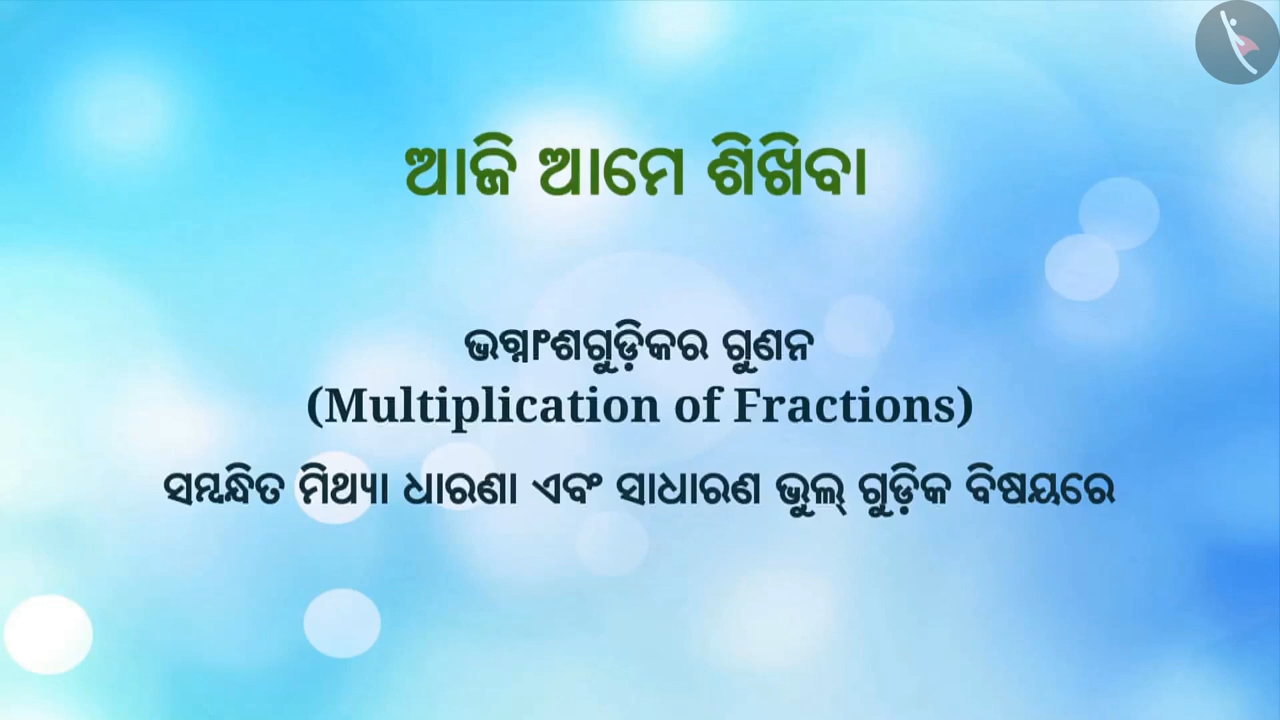 ଆଜି ଆମେ ଶିଖିବା
ଭଗ୍ନାଂଶଗୁଡ଼ିକର ଗୁଣନ
(Multiplication of Fractions)
ସମ୍ବନ୍ଧିତ ମିଥ୍ୟା ଧାରଣା ଏବଂ ସାଧାରଣ ଭୁଲ୍ ଗୁଡ଼ିକ ବିଷୟରେ